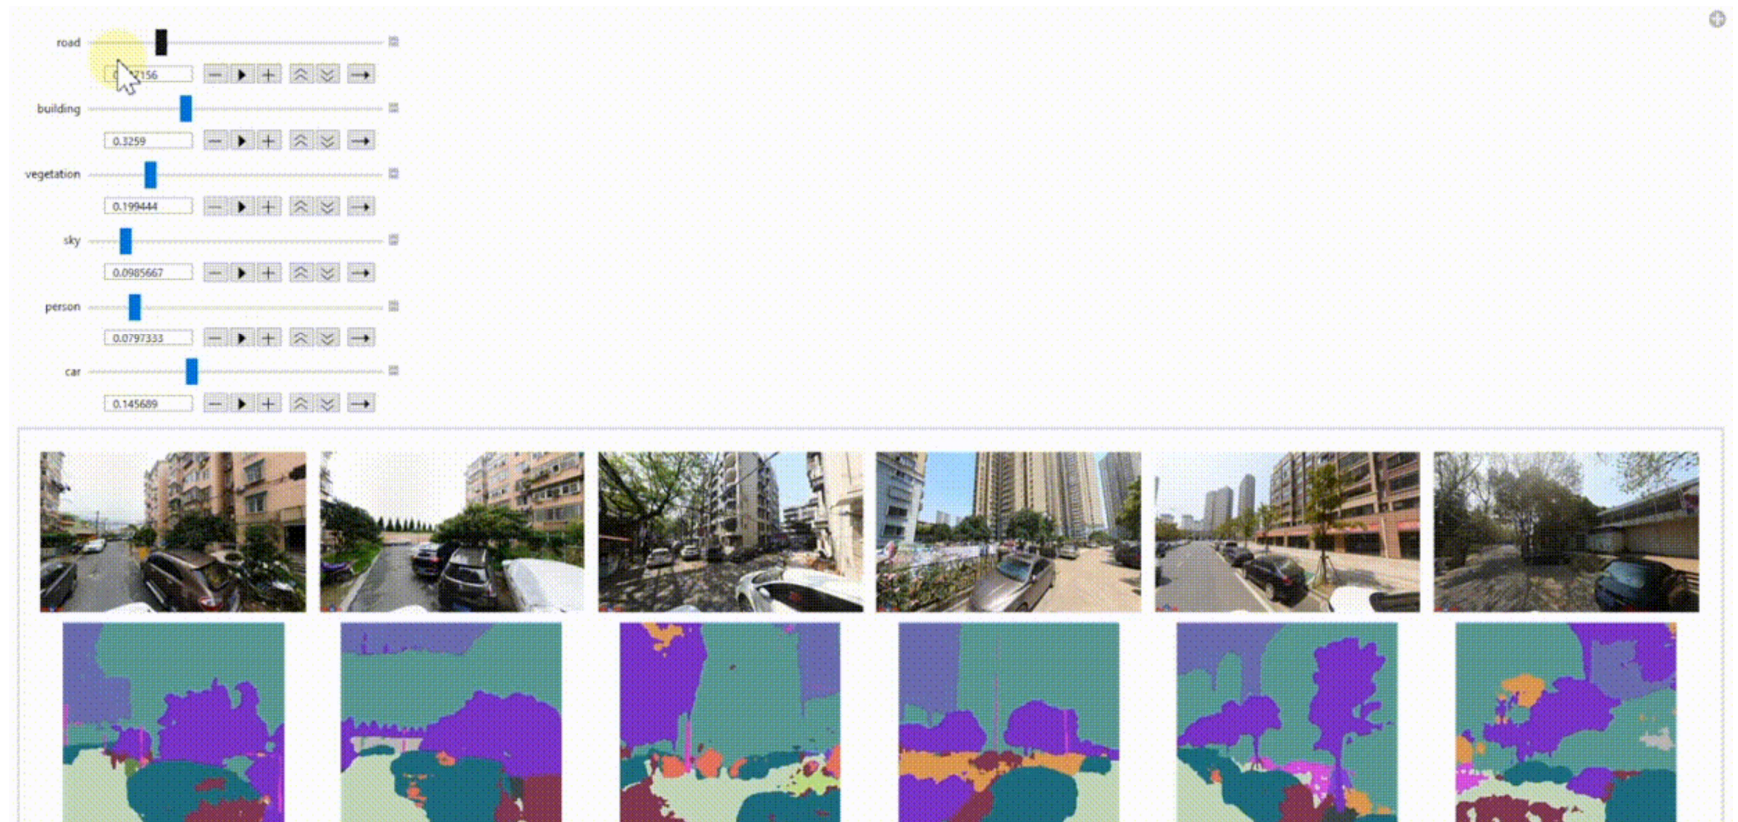 road
building
0.3259
vegetation
0.199444
sky
0.0985667
person
0.0797333
car
0.145689